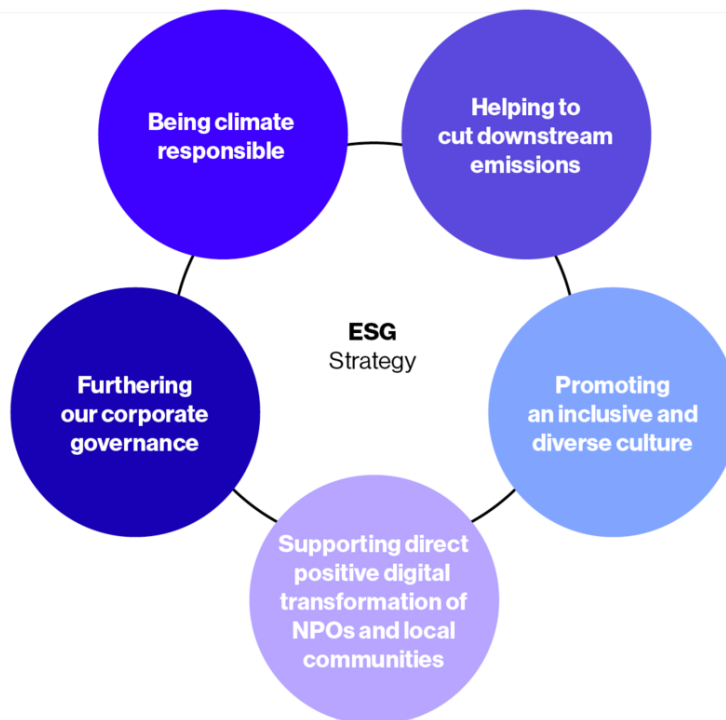 Being climate
responsible
Helping to
cut downstream
emissions
ESG
Strategy
Furthering
our corporate
governance
Promoting
an inclusive and
diverse culture
Supporting direct
positive digital
transformation of
NPOs and local
communities